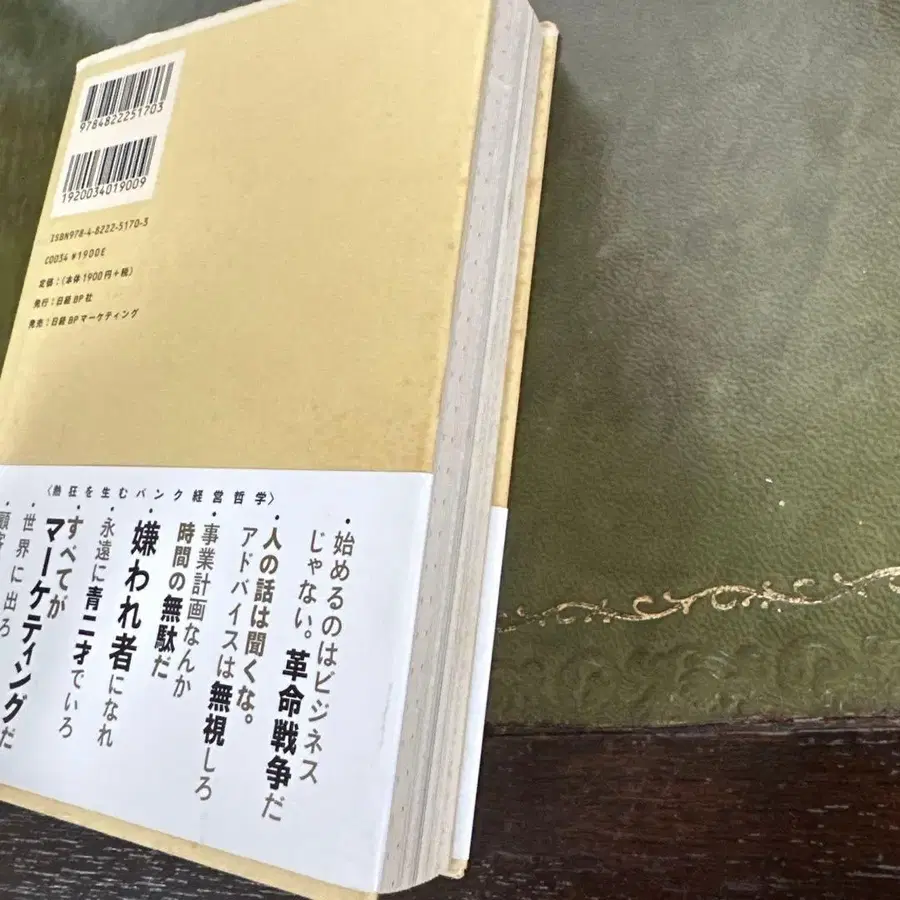 9784822251703
1920034019009
ISBN978-4-8222-5170-3
C0034 ¥1900E
定価:(本体1900円+税)
発行:日経BP社
発売:日経BPマーケティング
〈熱狂を生むパンク経営哲学〉
・始めるのはビジネス
じゃない。革命戦争だ
・人の話は聞くな。
アドバイスは無視しろ
・事業計画なんか
時間の無駄だ
・嫌われ者になれ
・永遠に青二才でいろ
・すべてが
マーケティングだ
・世界に出ろ